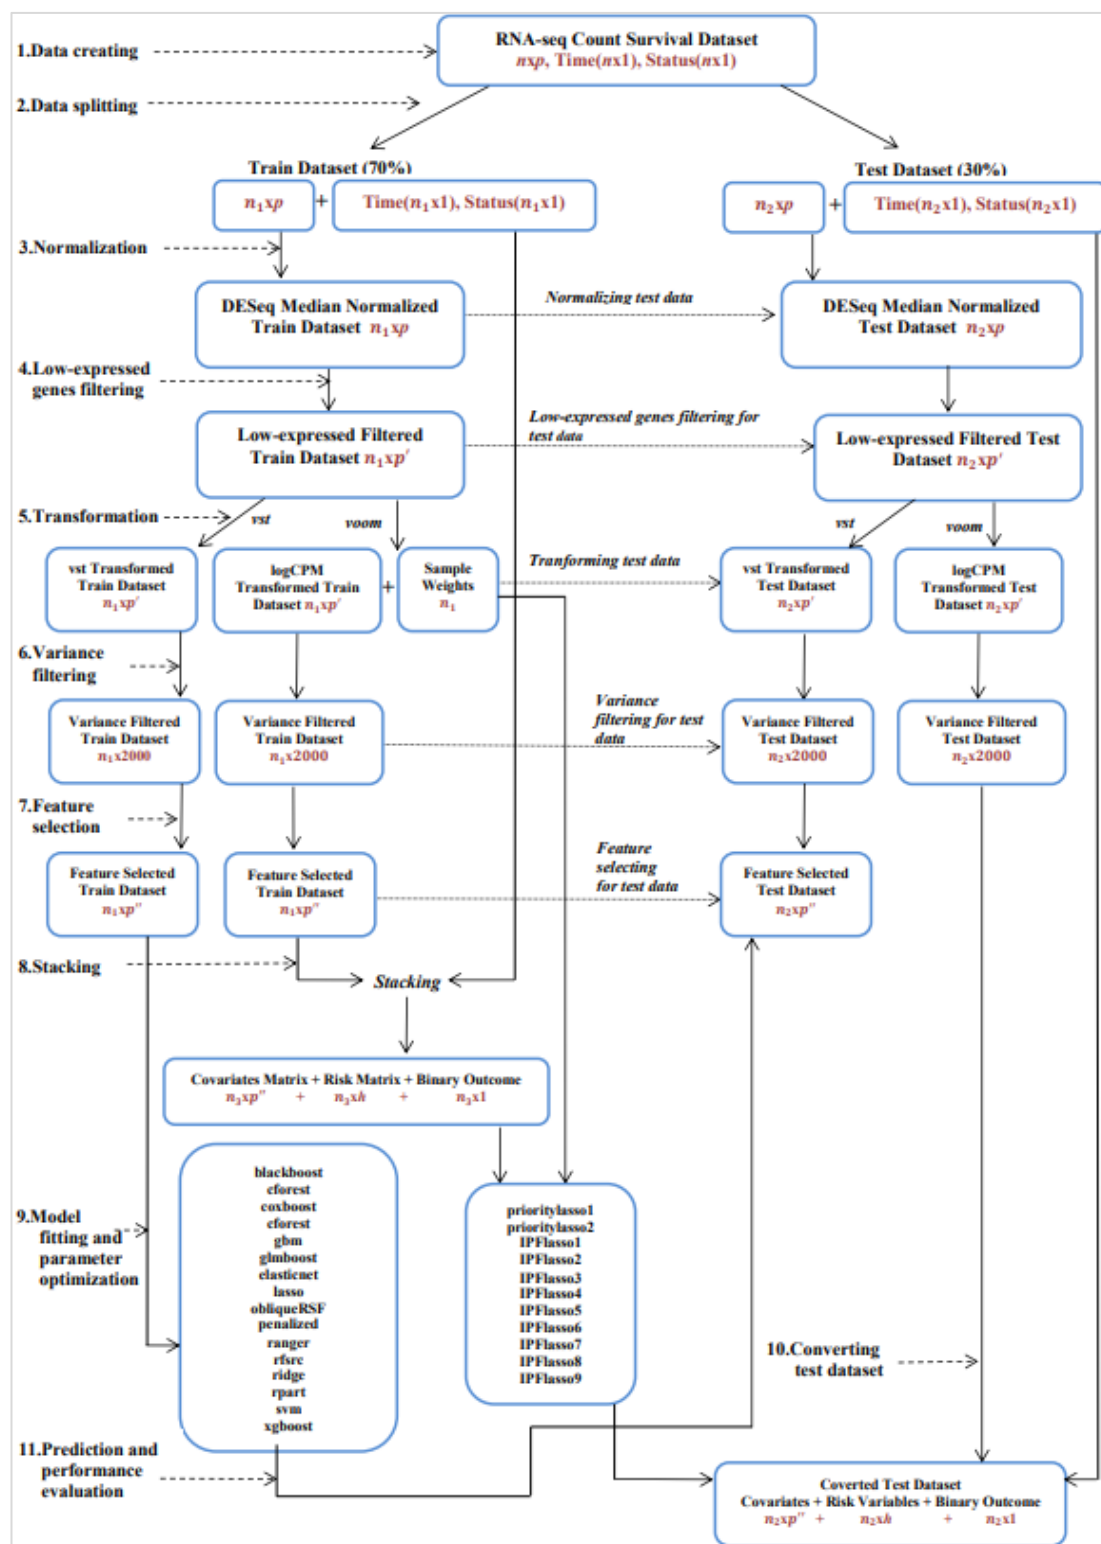 1.Data creating
RNA-seq Count Survival Dataset
nxp, Time(nx1), Status(nx1)
2.Data splitting
Train Dataset (70%)
n₁xp
+
Time(n₁x1), Status(n₁x1)
Test Dataset (30%)
n₂xp
+
Time(n₂x1), Status(n₂x1)
3.Normalization
DESeq Median Normalized
Train Dataset n₁xp
Normalizing test data
DESeq Median Normalized
Test Dataset n₂xp
4.Low-expressed
genes filtering
Low-expressed Filtered
Train Dataset n₁xp′
Low-expressed genes filtering for
test data
Low-expressed Filtered Test
Dataset n₂xp′
5.Transformation
vst
voom
vst
voom
vst Transformed
Train Dataset
n₁xp′
logCPM
Transformed Train
Dataset n₁xp′
+
Sample
Weights
n₁
Tranforming test data
vst Transformed
Test Dataset
n₂xp′
logCPM
Transformed Test
Dataset n₂xp′
6.Variance
filtering
Variance Filtered
Train Dataset
n₁x2000
Variance Filtered
Train Dataset
n₁x2000
Variance
filtering for test
data
Variance Filtered
Test Dataset
n₂x2000
Variance Filtered
Test Dataset
n₂x2000
7.Feature
selection
Feature Selected
Train Dataset
n₁xp″
Feature Selected
Train Dataset
n₁xp″
Feature
selecting
for test data
Feature Selected
Test Dataset
n₂xp″
8.Stacking
Stacking
Covariates Matrix + Risk Matrix + Binary Outcome
n₃xp″ + n₃xh + n₃x1
9.Model
fitting and
parameter
optimization
blackboost
cforest
coxboost
cforest
gbm
glmboost
elasticnet
lasso
obliqueRSF
penalized
ranger
rfsrc
ridge
rpart
svm
xgboost
prioritylasso1
prioritylasso2
IPFlasso1
IPFlasso2
IPFlasso3
IPFlasso4
IPFlasso5
IPFlasso6
IPFlasso7
IPFlasso8
IPFlasso9
10.Converting
test dataset
11.Prediction and
performance
evaluation
Coverted Test Dataset
Covariates + Risk Variables + Binary Outcome
n₂xp″ + n₂xh + n₂x1